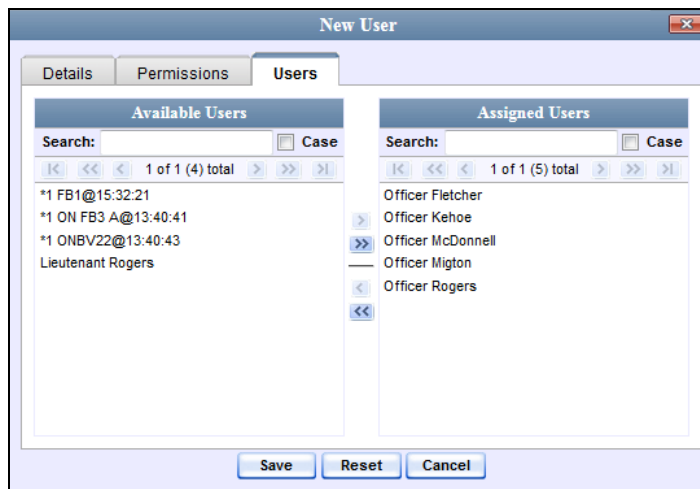 New User
Details Permissions Users
Available Users
Search: Case
1 of 1 (4) total
*1 FB1@15:32:21
*1 ON FB3 A@13:40:41
*1 ONBV22@13:40:43
Lieutenant Rogers
Assigned Users
Search: Case
1 of 1 (5) total
Officer Fletcher
Officer Kehoe
Officer McDonnell
Officer Migton
Officer Rogers
Save Reset Cancel